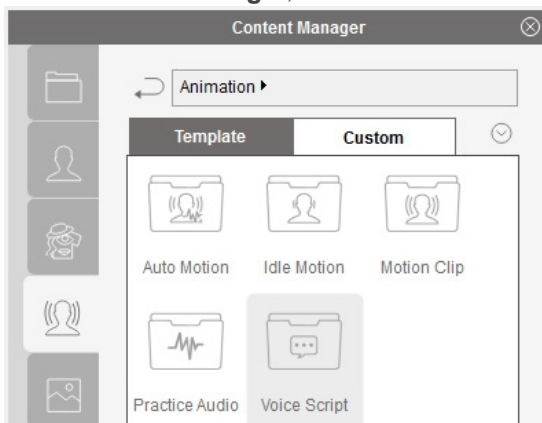 Content Manager
Animation
Template Custom
Auto Motion Idle Motion Motion Clip
Practice Audio Voice Script